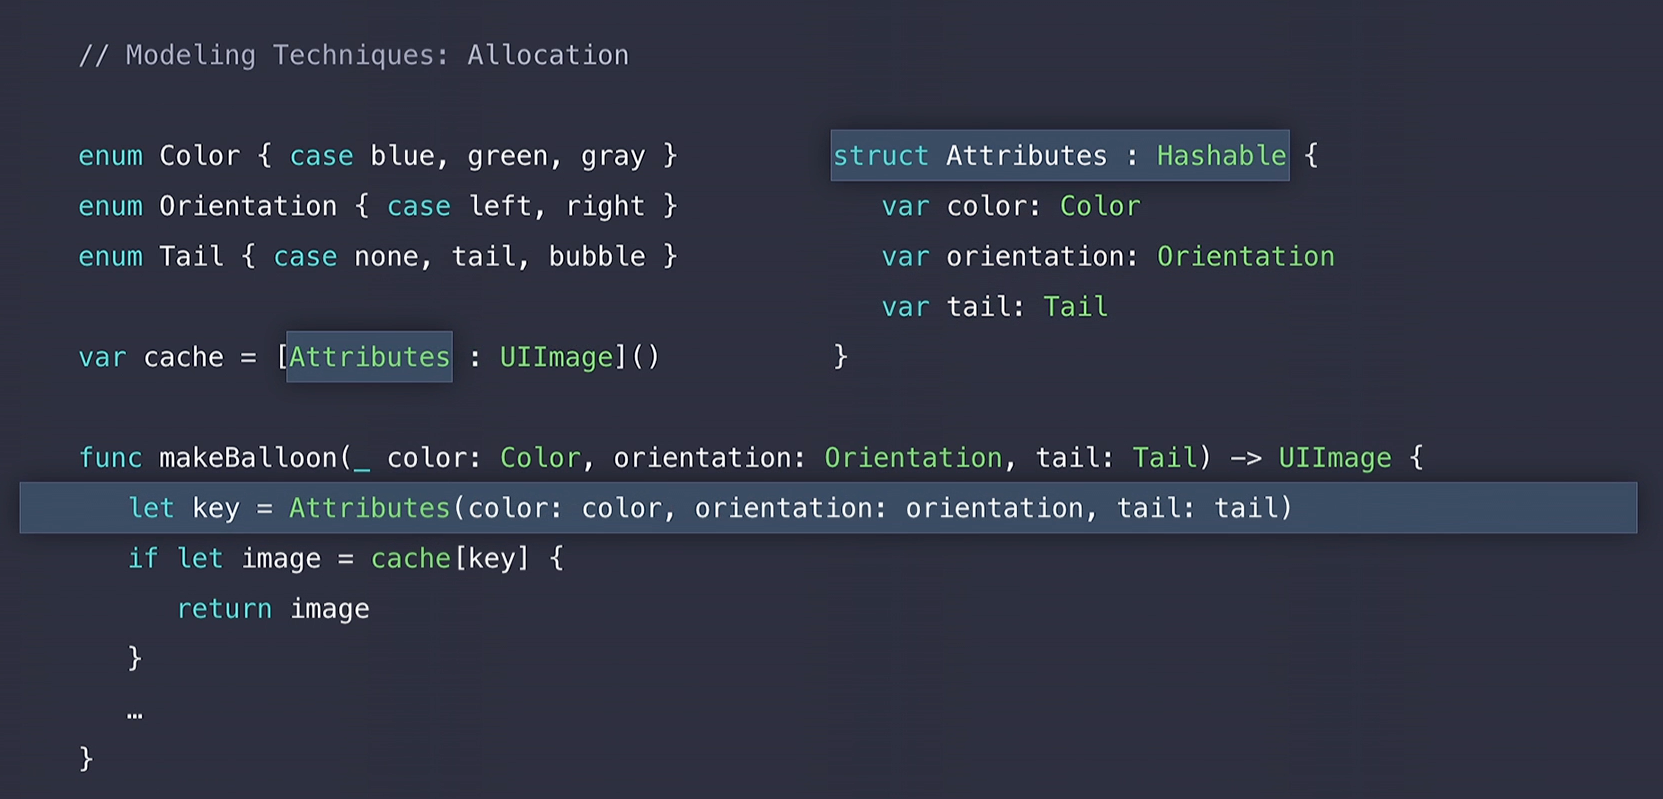 // Modeling Techniques: Allocation
enum Color { case blue, green, gray }
enum Orientation { case left, right }
enum Tail { case none, tail, bubble }
var cache = [Attributes : UIImage]()
struct Attributes : Hashable {
   var color: Color
   var orientation: Orientation
   var tail: Tail
}
func makeBalloon(_ color: Color, orientation: Orientation, tail: Tail) -> UIImage {
   let key = Attributes(color: color, orientation: orientation, tail: tail)
   if let image = cache[key] {
      return image
   }
   …
}